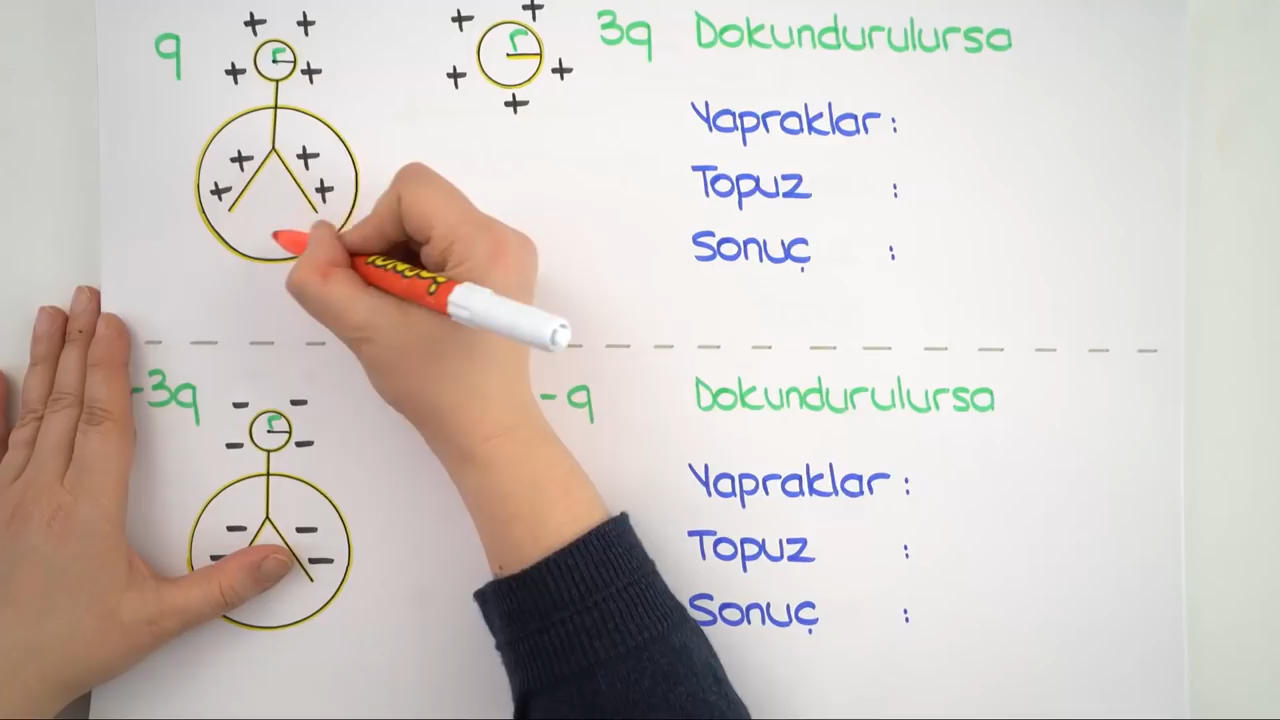 q
r
r
3q
Dokundurulursa
Yapraklar :
Topuz :
Sonuç :
-3q
r
-q
Dokundurulursa
Yapraklar :
Topuz :
Sonuç :